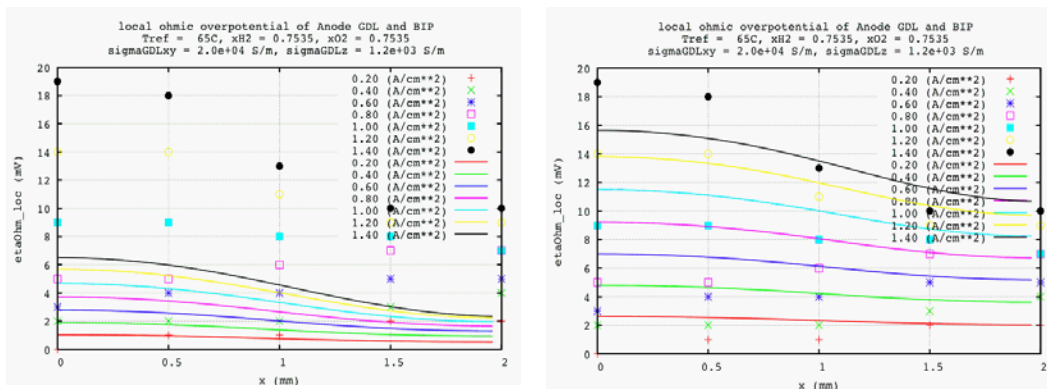 local ohmic overpotential of Anode GDL and BIP
Tref = 65C, xH2 = 0.7535, xO2 = 0.7535
sigmaGDLxy = 2.0e+04 S/m, sigmaGDLz = 1.2e+03 S/m
20
18
16
14
12
10
8
6
4
2
0
etaOhm_loc (mV)
0.20 (A/cm**2)
0.40 (A/cm**2)
0.60 (A/cm**2)
0.80 (A/cm**2)
1.00 (A/cm**2)
1.20 (A/cm**2)
1.40 (A/cm**2)
0.20 (A/cm**2)
0.40 (A/cm**2)
0.60 (A/cm**2)
0.80 (A/cm**2)
1.00 (A/cm**2)
1.20 (A/cm**2)
1.40 (A/cm**2)
0 0.5 1 1.5 2
x (mm)
local ohmic overpotential of Anode GDL and BIP
Tref = 65C, xH2 = 0.7535, xO2 = 0.7535
sigmaGDLxy = 2.0e+04 S/m, sigmaGDLz = 1.2e+03 S/m
20
18
16
14
12
10
8
6
4
2
0
etaOhm_loc (mV)
0.20 (A/cm**2)
0.40 (A/cm**2)
0.60 (A/cm**2)
0.80 (A/cm**2)
1.00 (A/cm**2)
1.20 (A/cm**2)
1.40 (A/cm**2)
0.20 (A/cm**2)
0.40 (A/cm**2)
0.60 (A/cm**2)
0.80 (A/cm**2)
1.00 (A/cm**2)
1.20 (A/cm**2)
1.40 (A/cm**2)
0 0.5 1 1.5 2
x (mm)